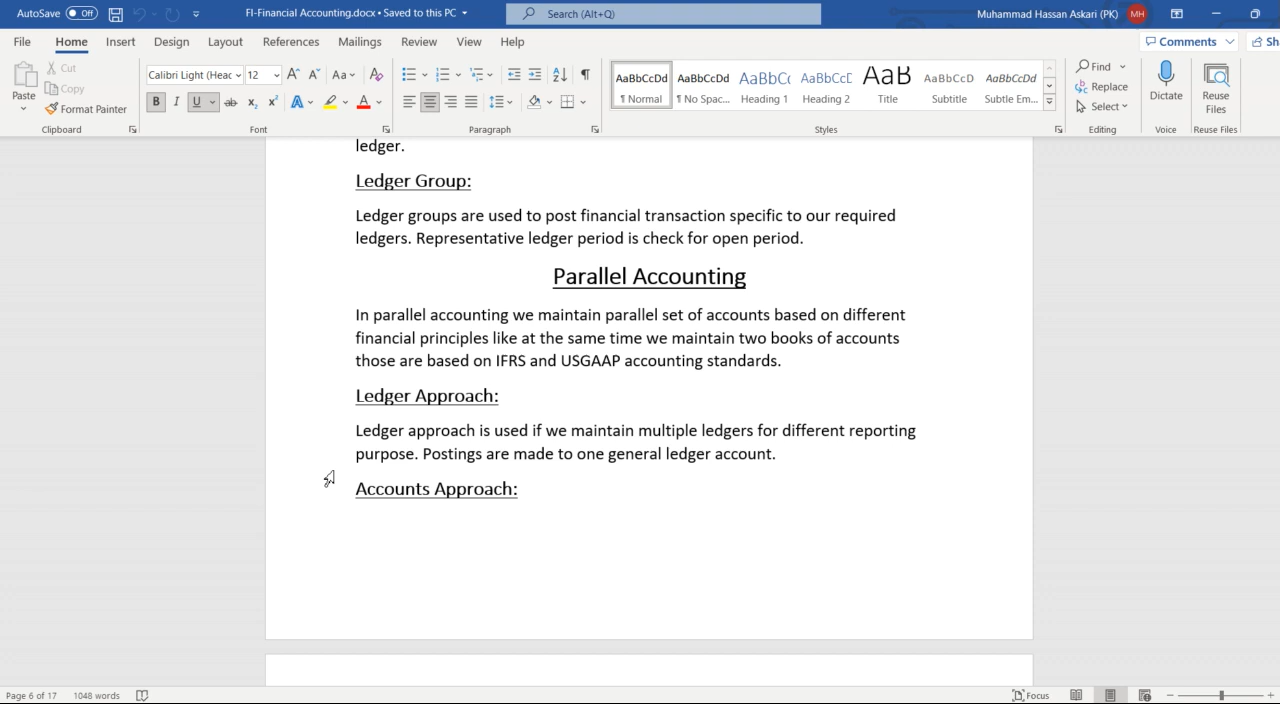 AutoSave Off FI-Financial Accounting.docx • Saved to this PC Search (Alt+Q) Muhammad Hassan Askari (PK) MH
File Home Insert Design Layout References Mailings Review View Help Comments Sh
Paste Cut Copy Format Painter Clipboard
Calibri Light (Hear 12 A A Aa A
B I U ab x₂ x² A A
Font
Paragraph
AaBbCcDd AaBbCcDd AaBbC( AaBbCcD AaB AaBbCcD AaBbCcDd
¶ Normal ¶ No Spac... Heading 1 Heading 2 Title Subtitle Subtle Em...
Styles
Find Replace Select Editing
Dictate Voice
Reuse Files Reuse Files
ledger.
Ledger Group:
Ledger groups are used to post financial transaction specific to our required
ledgers. Representative ledger period is check for open period.
Parallel Accounting
In parallel accounting we maintain parallel set of accounts based on different
financial principles like at the same time we maintain two books of accounts
those are based on IFRS and USGAAP accounting standards.
Ledger Approach:
Ledger approach is used if we maintain multiple ledgers for different reporting
purpose. Postings are made to one general ledger account.
Accounts Approach:
Page 6 of 17 1048 words Focus